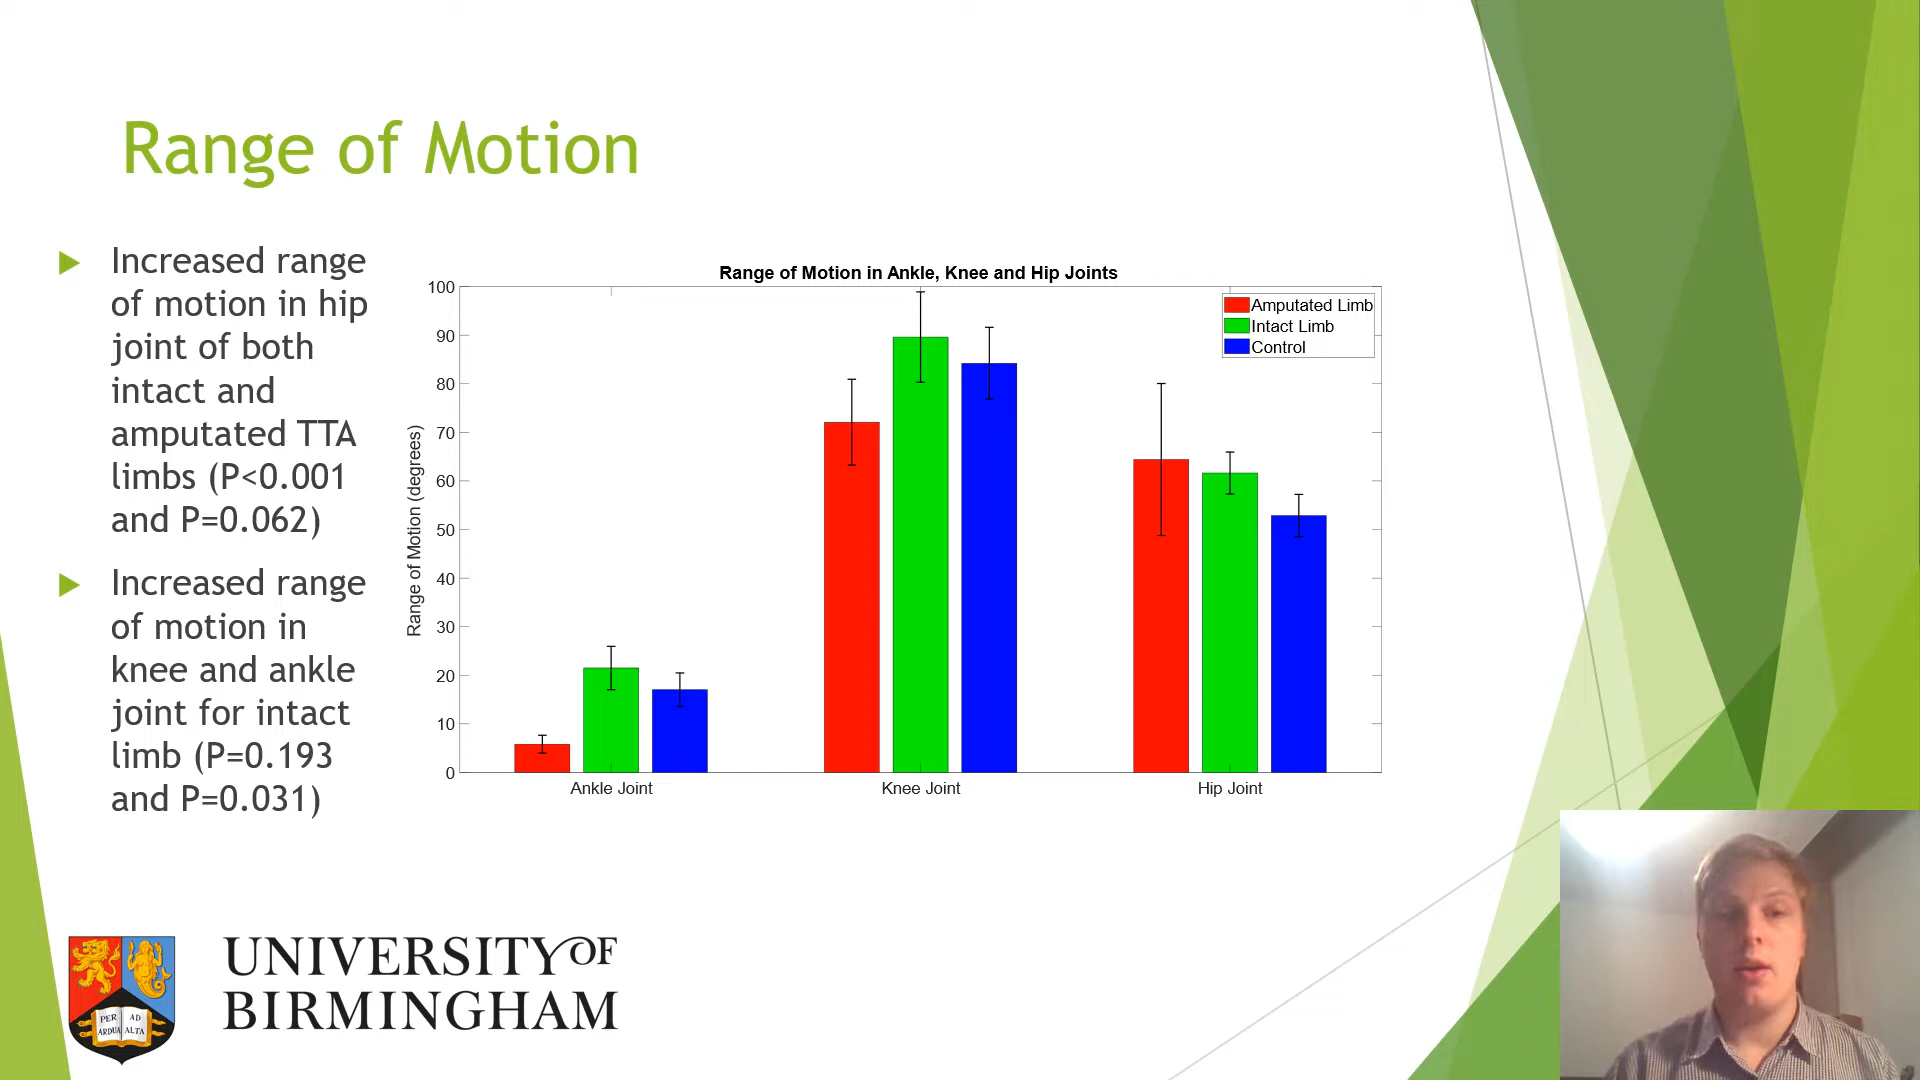 Range of Motion
Increased range
of motion in hip
joint of both
intact and
amputated TTA
limbs (P<0.001
and P=0.062)
Increased range
of motion in
knee and ankle
joint for intact
limb (P=0.193
and P=0.031)
Range of Motion in Ankle, Knee and Hip Joints
Range of Motion (degrees)
100
90
80
70
60
50
40
30
20
10
0
Ankle Joint
Knee Joint
Hip Joint
Amputated Limb
Intact Limb
Control
PER AD
ARDUA ALTA
UNIVERSITY OF
BIRMINGHAM